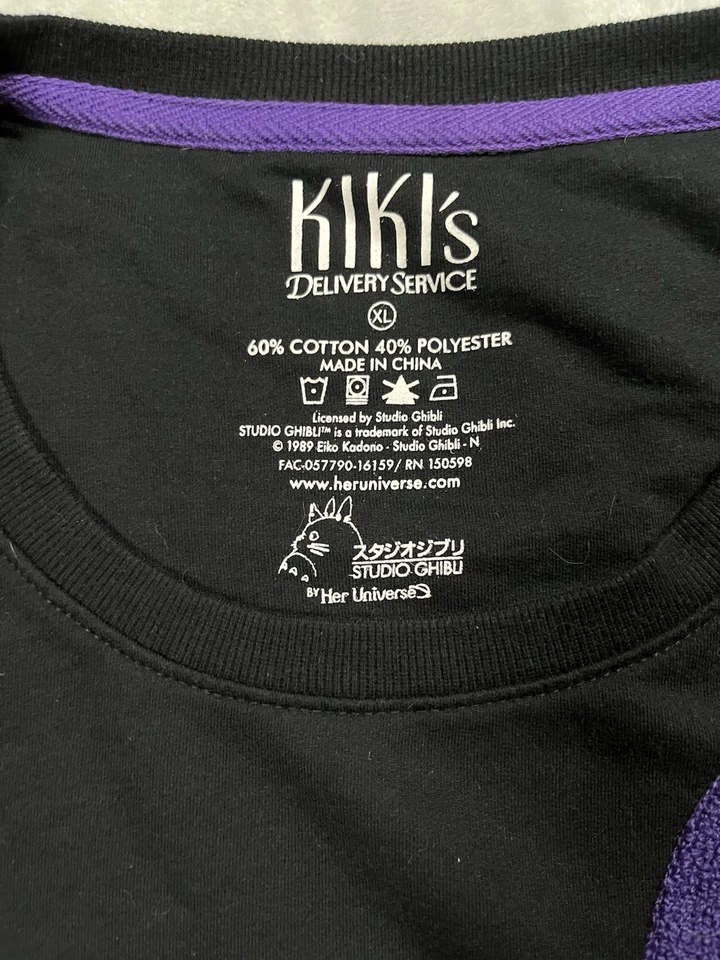 KIKI's
DELIVERY SERVICE
XL
60% COTTON 40% POLYESTER
MADE IN CHINA
Licensed by Studio Ghibli
STUDIO GHIBLI™ is a trademark of Studio Ghibli Inc.
© 1989 Eiko Kadono - Studio Ghibli - N
FAC-057790-16159/ RN 150598
www.heruniverse.com
スタジオジブリ
STUDIO GHIBLI
BY Her Universe